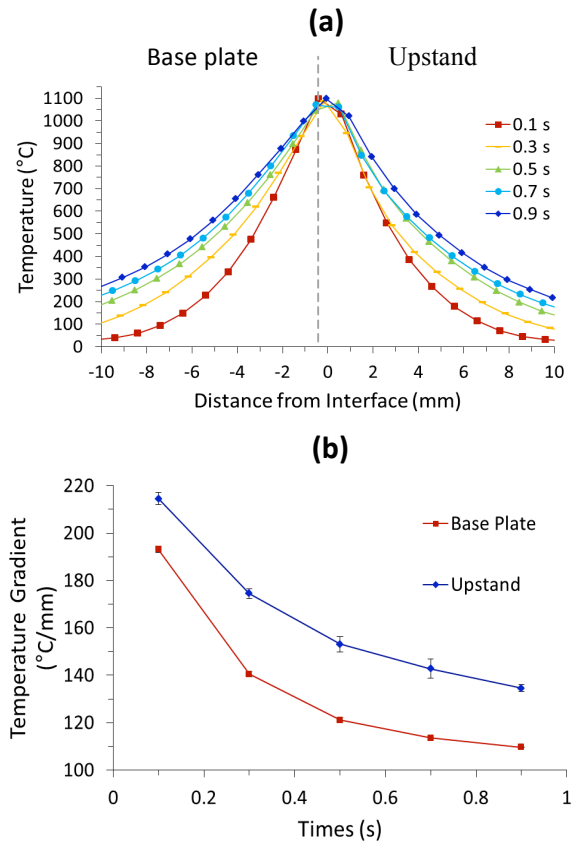 (a)
Base plate Upstand
1100
1000
900
800
700
600
500
400
300
200
100
0
Temperature (°C)
0.1 s
0.3 s
0.5 s
0.7 s
0.9 s
-10 -8 -6 -4 -2 0 2 4 6 8 10
Distance from Interface (mm)
(b)
220
200
180
160
140
120
100
Temperature Gradient
(°C/mm)
Base Plate
Upstand
0 0.2 0.4 0.6 0.8 1
Times (s)